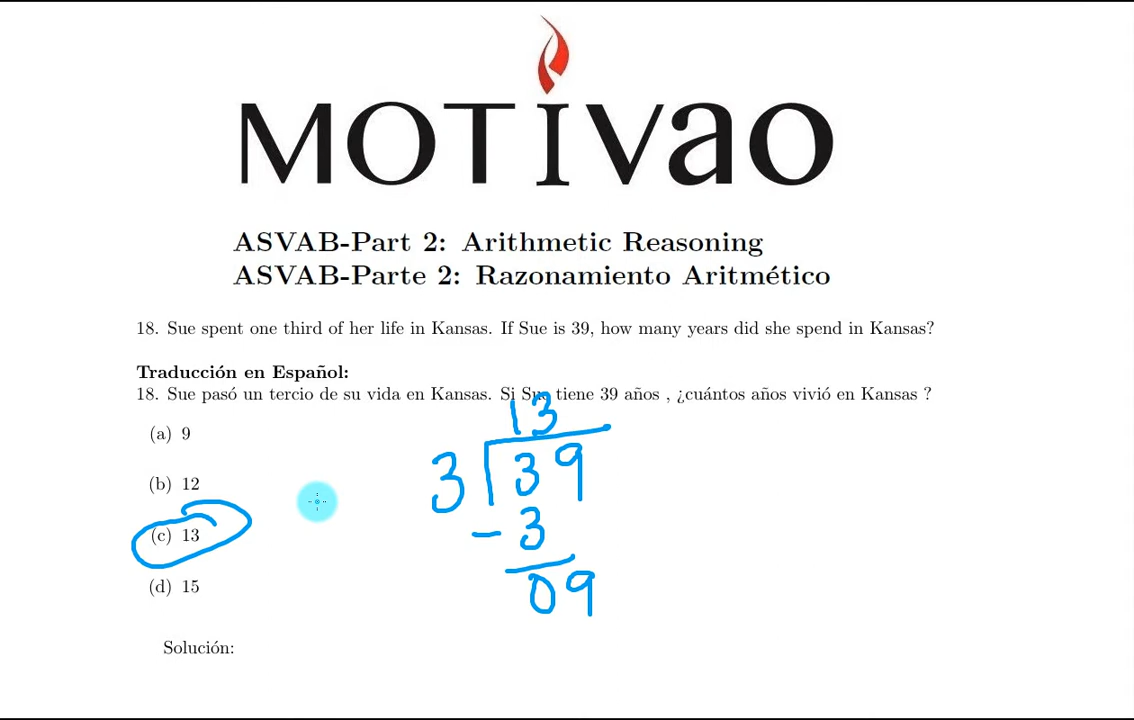 MOTIVaO
ASVAB-Part 2: Arithmetic Reasoning
ASVAB-Parte 2: Razonamiento Aritmético
18. Sue spent one third of her life in Kansas. If Sue is 39, how many years did she spend in Kansas?
Traducción en Español:
18. Sue pasó un tercio de su vida en Kansas. Si Sue tiene 39 años , ¿cuántos años vivió en Kansas ?
(a) 9
(b) 12
(c) 13
(d) 15
13
3 39
- 3
09
Solución: